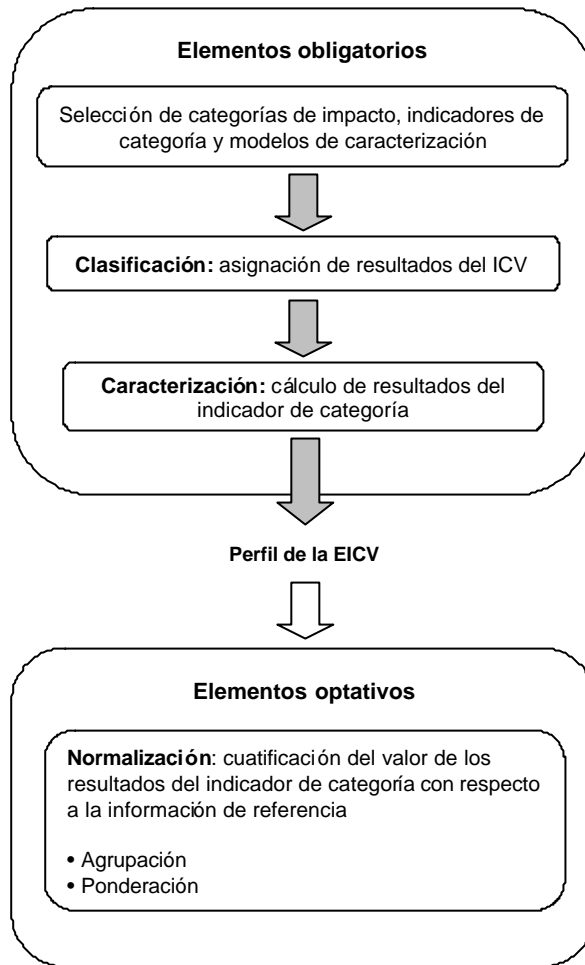 Elementos obligatorios
Selección de categorías de impacto, indicadores de
categoría y modelos de caracterización
Clasificación: asignación de resultados del ICV
Caracterización: cálculo de resultados del
indicador de categoría
Perfil de la EICV
Elementos optativos
Normalización: cuatificación del valor de los
resultados del indicador de categoría con respecto
a la información de referencia
• Agrupación
• Ponderación